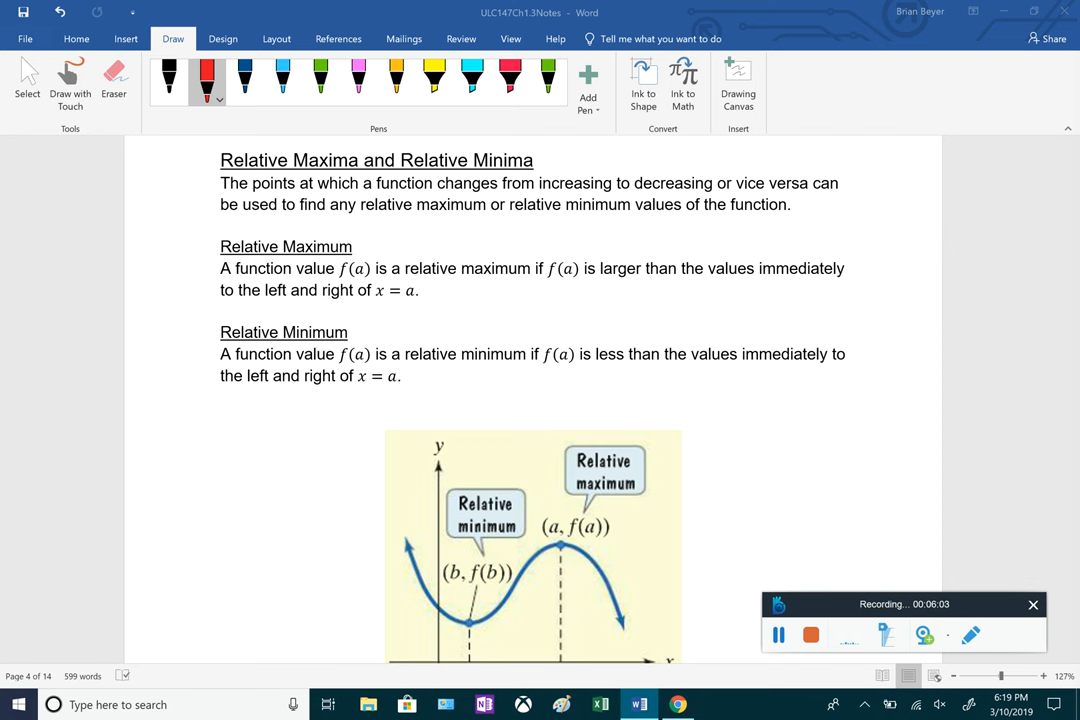 ULC147Ch1.3Notes - Word
Brian Beyer
File Home Insert Draw Design Layout References Mailings Review View Help Tell me what you want to do Share
Select Draw with Touch Eraser
Add Pen
Ink to Shape Ink to Math Drawing Canvas
Tools Pens Convert Insert
Relative Maxima and Relative Minima
The points at which a function changes from increasing to decreasing or vice versa can
be used to find any relative maximum or relative minimum values of the function.
Relative Maximum
A function value f(a) is a relative maximum if f(a) is larger than the values immediately
to the left and right of x = a.
Relative Minimum
A function value f(a) is a relative minimum if f(a) is less than the values immediately to
the left and right of x = a.
y
Relative
maximum
Relative
minimum
(a, f(a))
(b, f(b))
x
Recording... 00:06:03
Page 4 of 14 599 words
127%
Type here to search
6:19 PM
3/10/2019